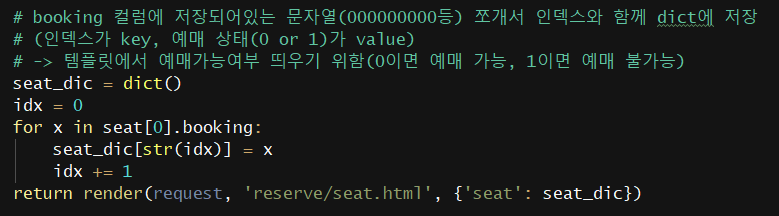 # booking 컬럼에 저장되어있는 문자열(000000000등) 쪼개서 인덱스와 함께 dict에 저장
# (인덱스가 key, 예매 상태(0 or 1)가 value)
# -> 템플릿에서 예매가능여부 띄우기 위함(0이면 예매 가능, 1이면 예매 불가능)
seat_dic = dict()
idx = 0
for x in seat[0].booking:
    seat_dic[str(idx)] = x
    idx += 1
return render(request, 'reserve/seat.html', {'seat': seat_dic})